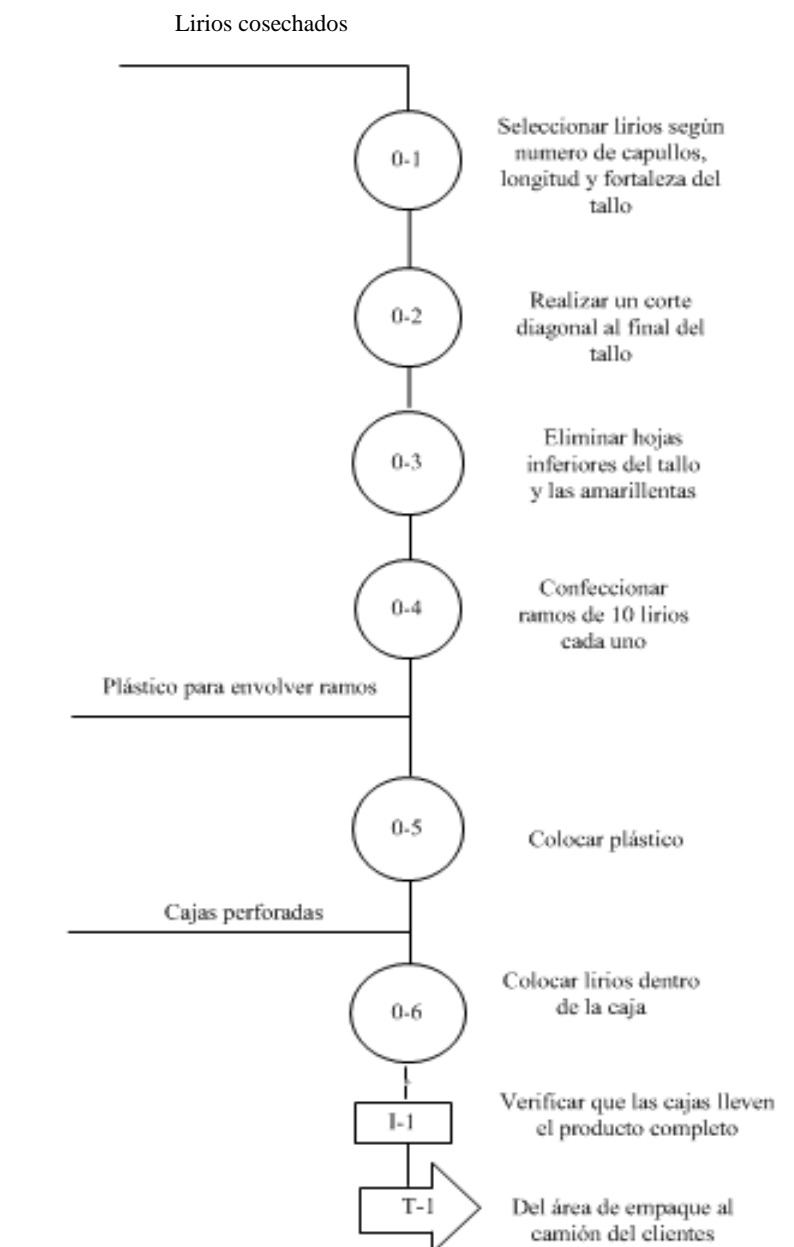 Lirios cosechados
0-1
Seleccionar lirios según
numero de capullos,
longitud y fortaleza del
tallo
0-2
Realizar un corte
diagonal al final del
tallo
0-3
Eliminar hojas
inferiores del tallo
y las amarillentas
0-4
Confeccionar
ramos de 10 lirios
cada uno
Plástico para envolver ramos
0-5
Colocar plástico
Cajas perforadas
0-6
Colocar lirios dentro
de la caja
I-1
Verificar que las cajas lleven
el producto completo
T-1
Del área de empaque al
camión del clientes